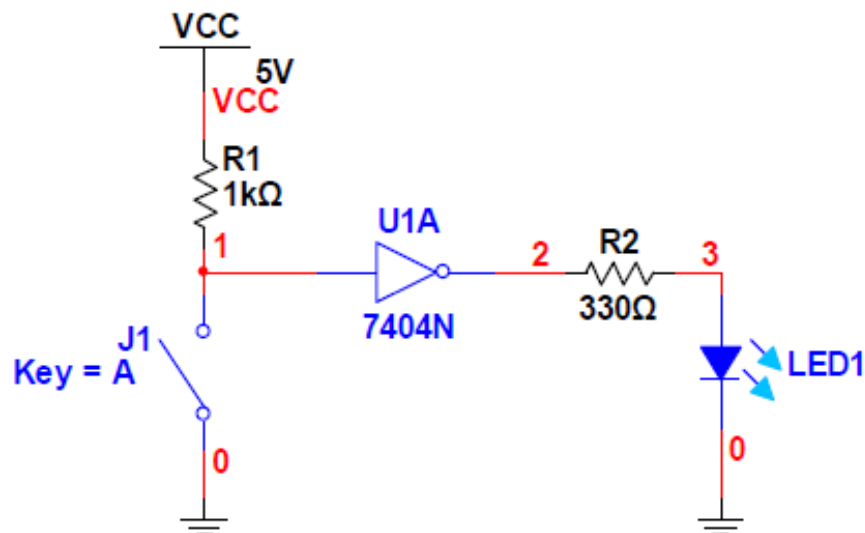 VCC
5V
VCC
R1
1kΩ
1
U1A
7404N
2
R2
330Ω
3
J1
Key = A
LED1
0
0